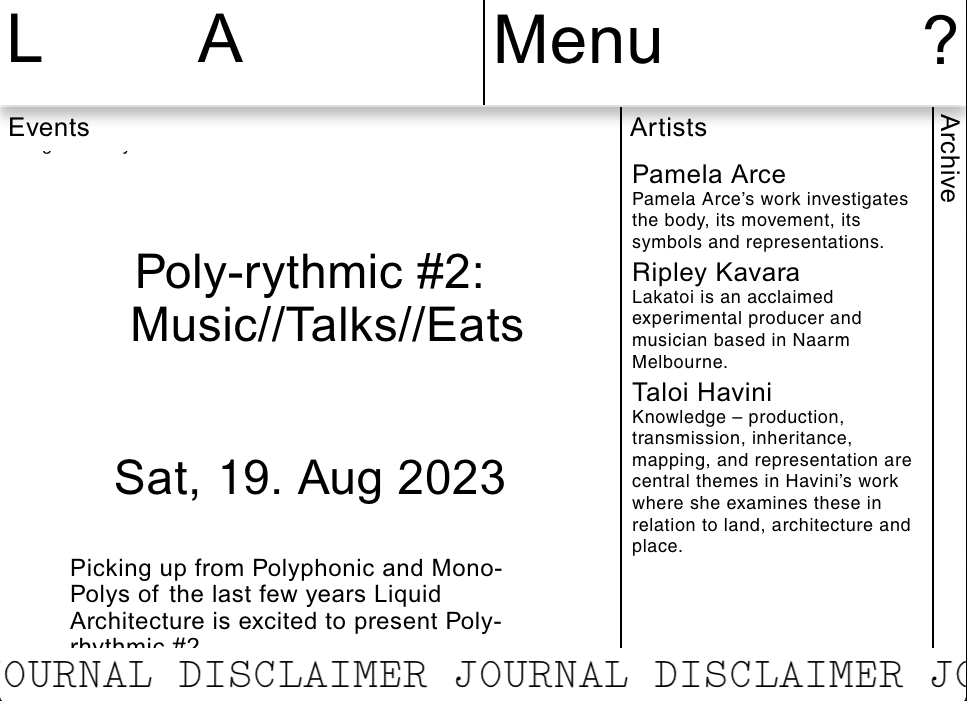 L A
Menu ?
Events
Poly-rythmic #2:
Music//Talks//Eats
Sat, 19. Aug 2023
Picking up from Polyphonic and Mono-
Polys of the last few years Liquid
Architecture is excited to present Poly-
rhythmic #2
Artists
Pamela Arce
Pamela Arce’s work investigates
the body, its movement, its
symbols and representations.
Ripley Kavara
Lakatoi is an acclaimed
experimental producer and
musician based in Naarm
Melbourne.
Taloi Havini
Knowledge – production,
transmission, inheritance,
mapping, and representation are
central themes in Havini’s work
where she examines these in
relation to land, architecture and
place.
Archive
OURNAL DISCLAIMER JOURNAL DISCLAIMER JO